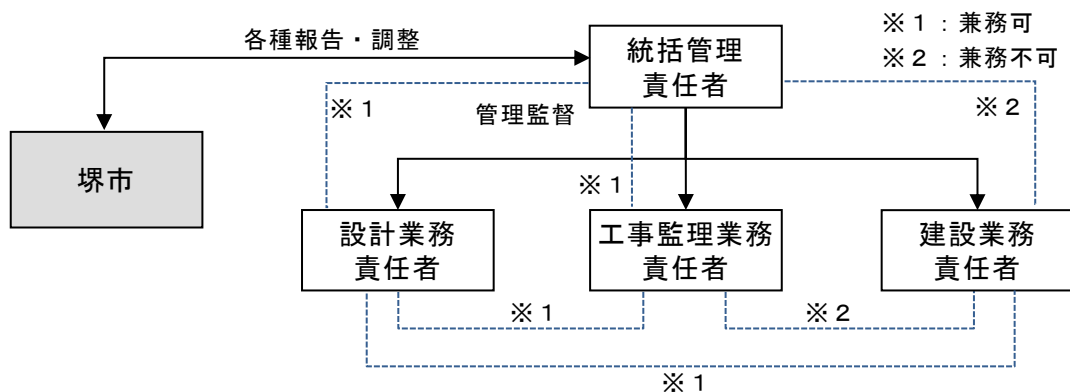 ※1：兼務可
各種報告・調整
統括管理
責任者
※2：兼務不可
※1
管理監督
※2
堺市
※1
設計業務
責任者
工事監理業務
責任者
建設業務
責任者
※1
※2
※1